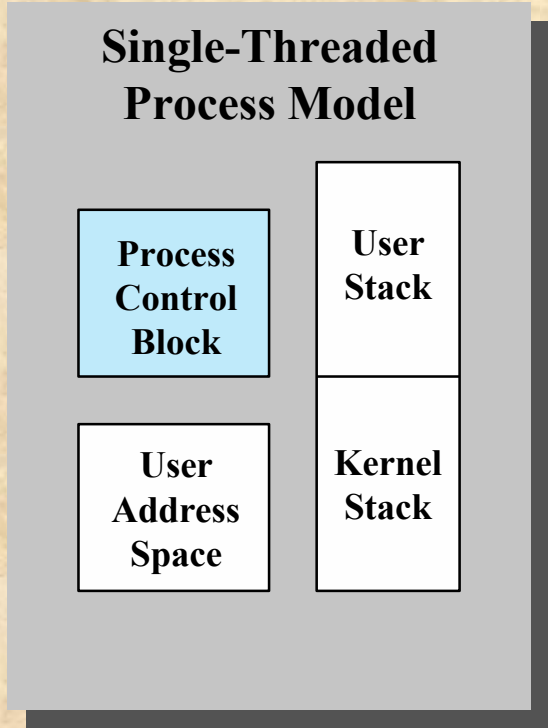 Single-Threaded
Process Model
Process
Control
Block
User
Stack
User
Address
Space
Kernel
Stack